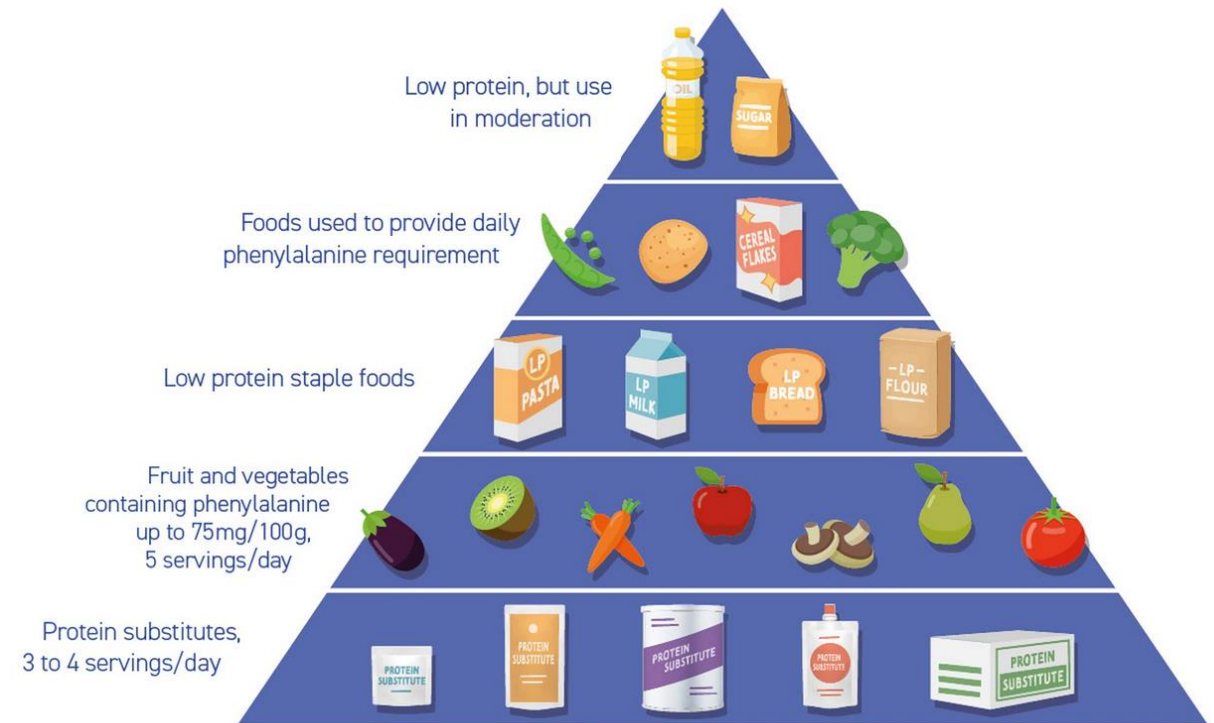 Low protein, but use
in moderation
OIL
SUGAR
Foods used to provide daily
phenylalanine requirement
CEREAL
FLAKES
Low protein staple foods
LP
PASTA
LP
MILK
LP
BREAD
-LP-
FLOUR
Fruit and vegetables
containing phenylalanine
up to 75mg/100g,
5 servings/day
Protein substitutes,
3 to 4 servings/day
PROTEIN
SUBSTITUTE
PROTEIN
SUBSTITUTE
PROTEIN
SUBSTITUTE
PROTEIN
SUBSTITUTE
PROTEIN
SUBSTITUTE